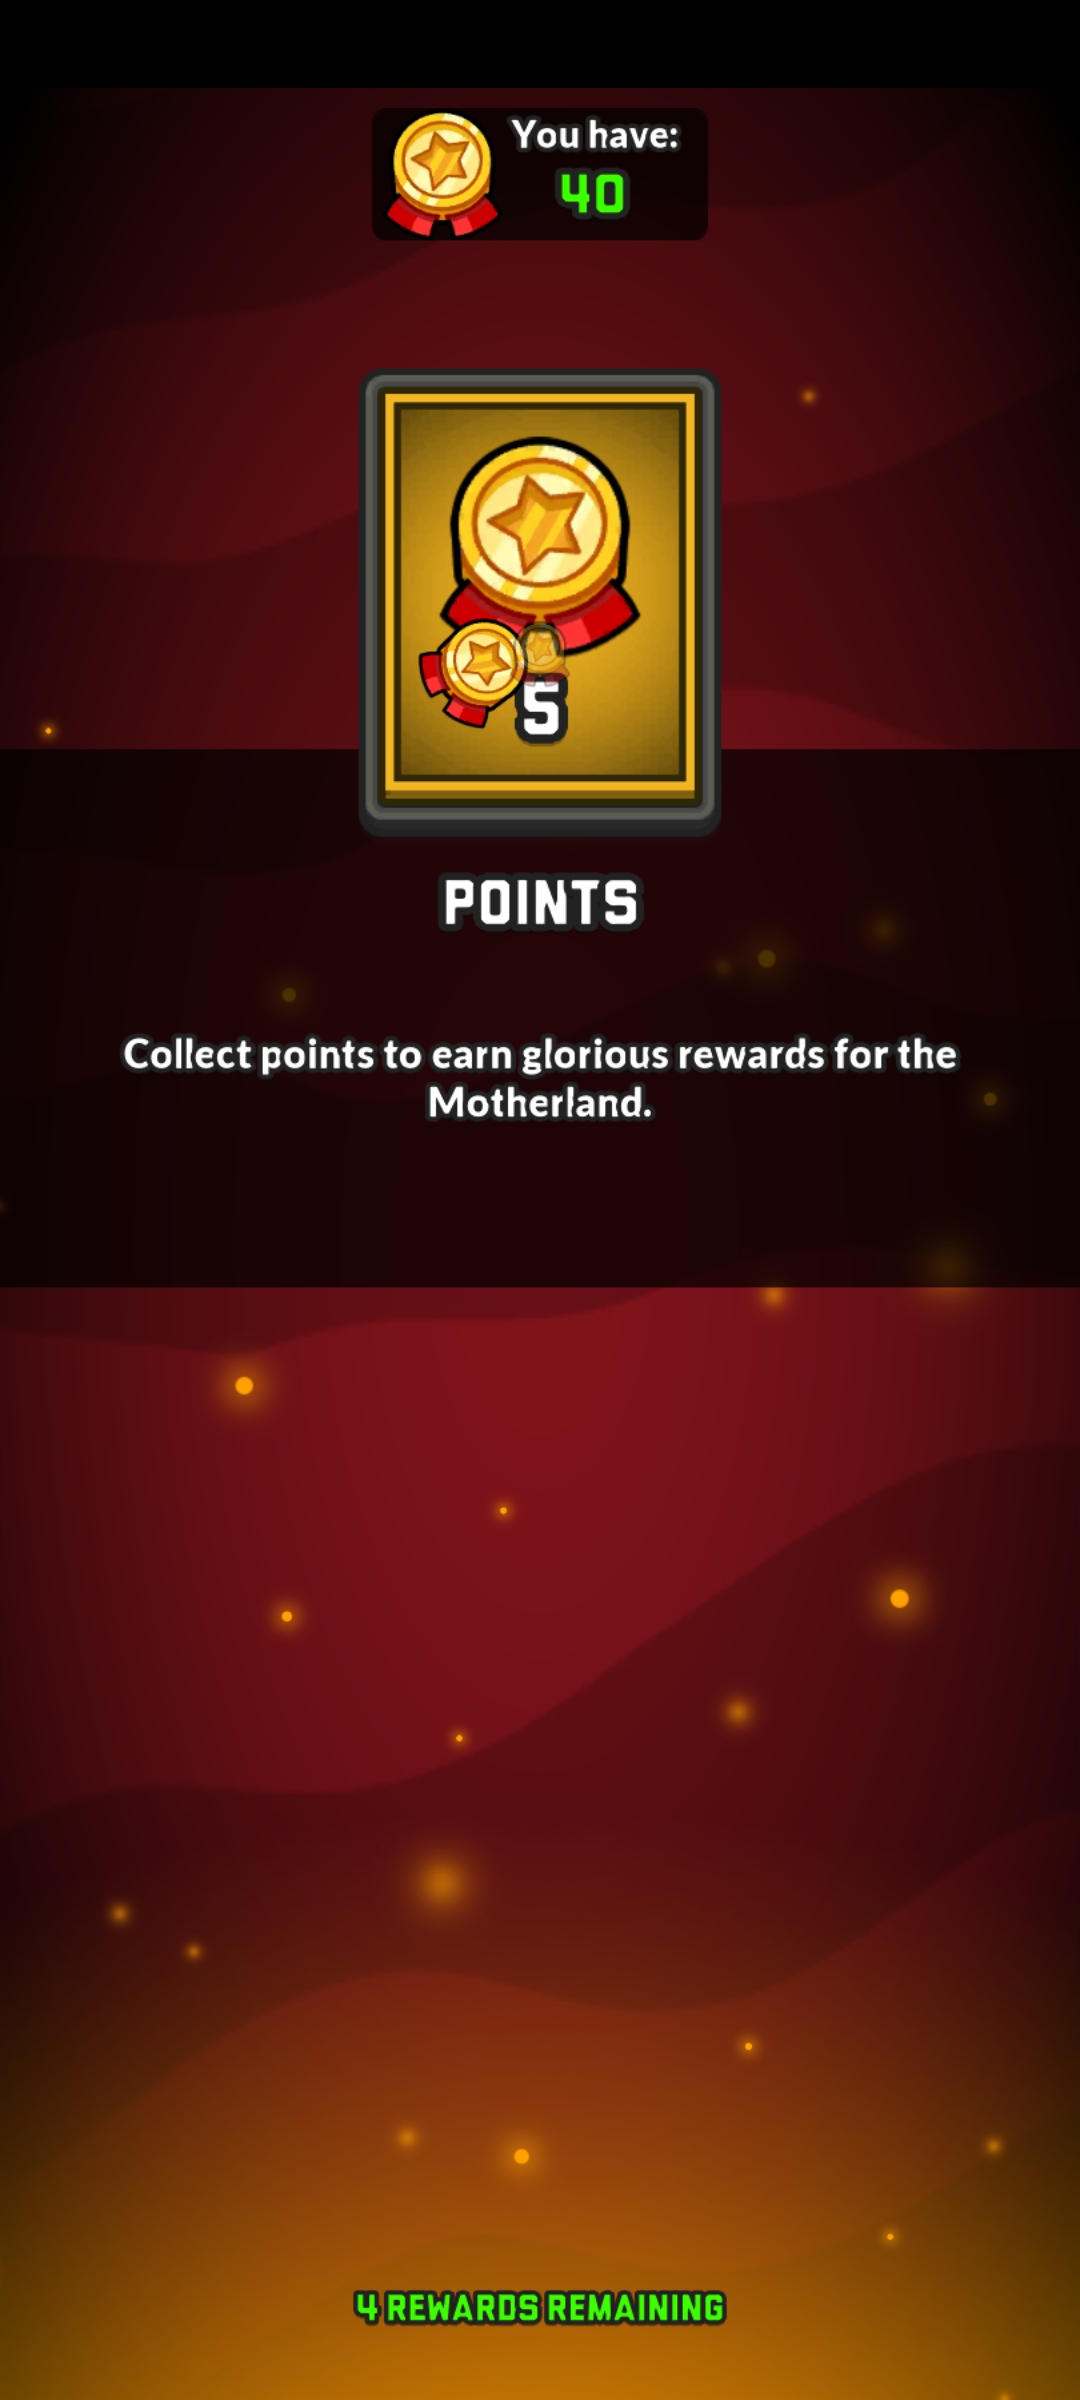 You have:
40
5
POINTS
Collect points to earn glorious rewards for the
Motherland.
4 REWARDS REMAINING